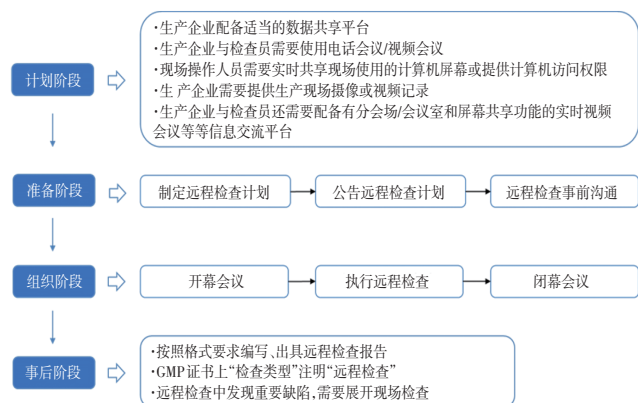 计划阶段
·生产企业配备适当的数据共享平台
·生产企业与检查员需要使用电话会议/视频会议
·现场操作人员需要实时共享现场使用的计算机屏幕或提供计算机访问权限
·生 产企业需要提供生产现场摄像或视频记录
·生产企业与检查员还需要配备有分会场/会议室和屏幕共享功能的实时视频
会议等等信息交流平台
准备阶段
制定远程检查计划
公告远程检查计划
远程检查事前沟通
组织阶段
开幕会议
执行远程检查
闭幕会议
事后阶段
·按照格式要求编写、出具远程检查报告
·GMP 证书上“检查类型”注明“远程检查”
·远程检查中发现重要缺陷,需要展开现场检查